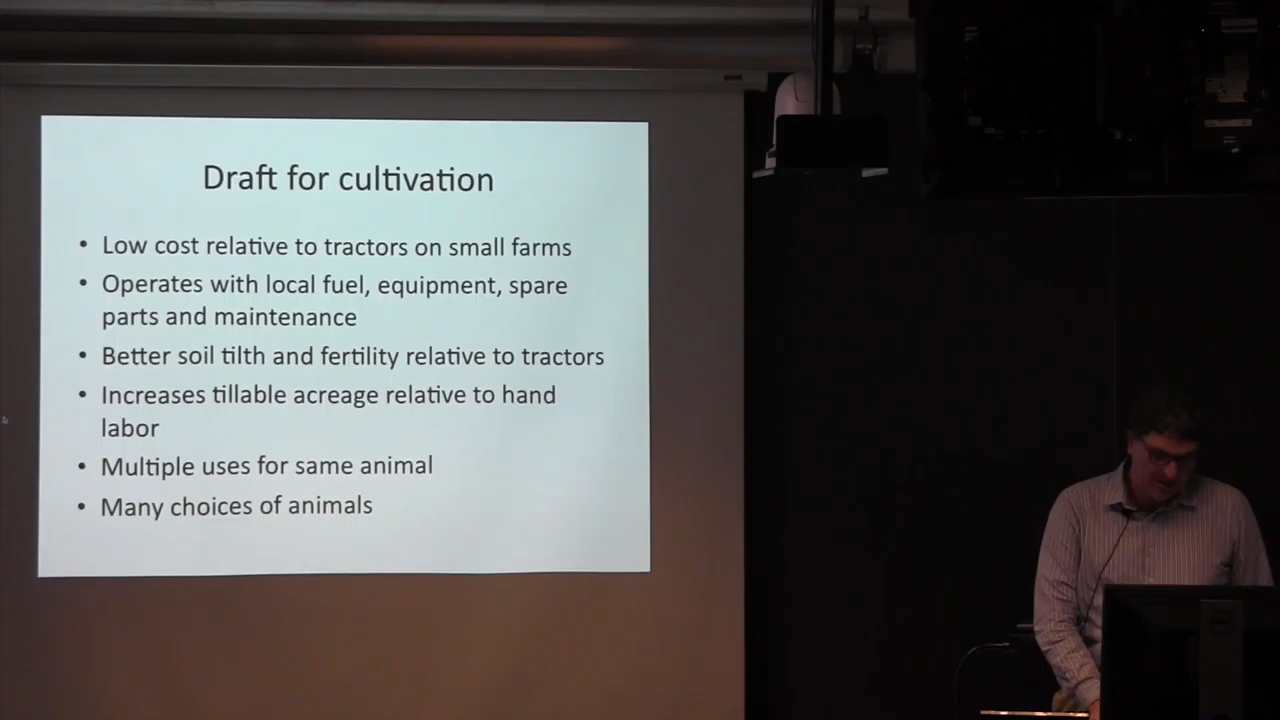 Draft for cultivation
• Low cost relative to tractors on small farms
• Operates with local fuel, equipment, spare
parts and maintenance
• Better soil tilth and fertility relative to tractors
• Increases tillable acreage relative to hand
labor
• Multiple uses for same animal
• Many choices of animals